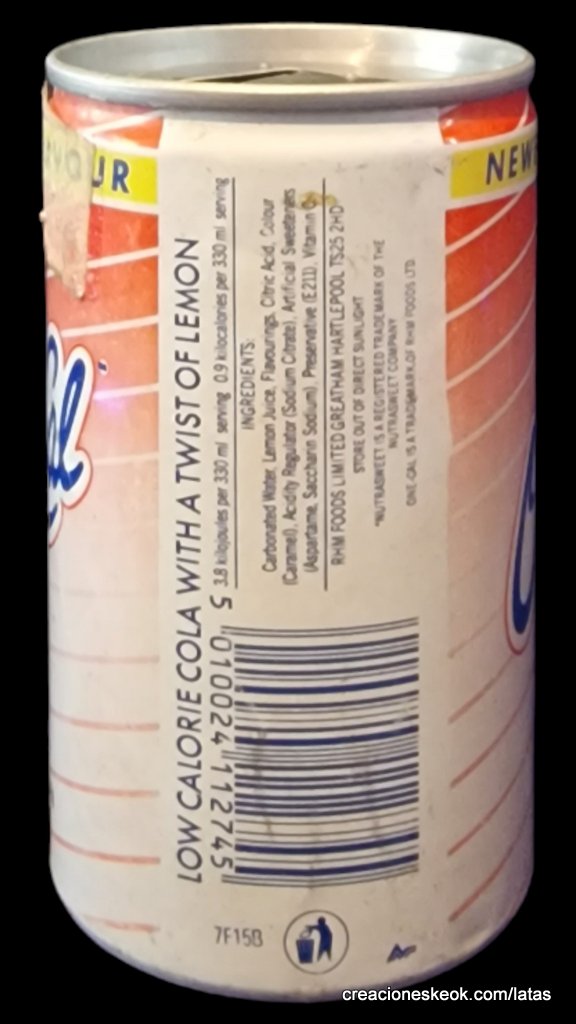 UR
NEW
LOW CALORIE COLA WITH A TWIST OF LEMON
3.8 kilojoules per 330 ml serving 0.9 kilocalories per 330 ml serving
INGREDIENTS:
Carbonated Water, Lemon Juice, Flavourings, Citric Acid, Colour
(Caramel), Acidity Regulator (Sodium Citrate), Artificial Sweeteners
(Aspartame, Saccharin Sodium), Preservative (E211), Vitamin
RHM FOODS LIMITED GREATHAM HARTLEPOOL TS25 2HD
STORE OUT OF DIRECT SUNLIGHT
*NUTRASWEET IS A REGISTERED TRADEMARK OF THE
NUTRASWEET COMPANY
ONE-CAL IS A TRADEMARK OF RHM FOODS LTD.
5 010024 112745
7F15B
creacioneskeok.com/latas